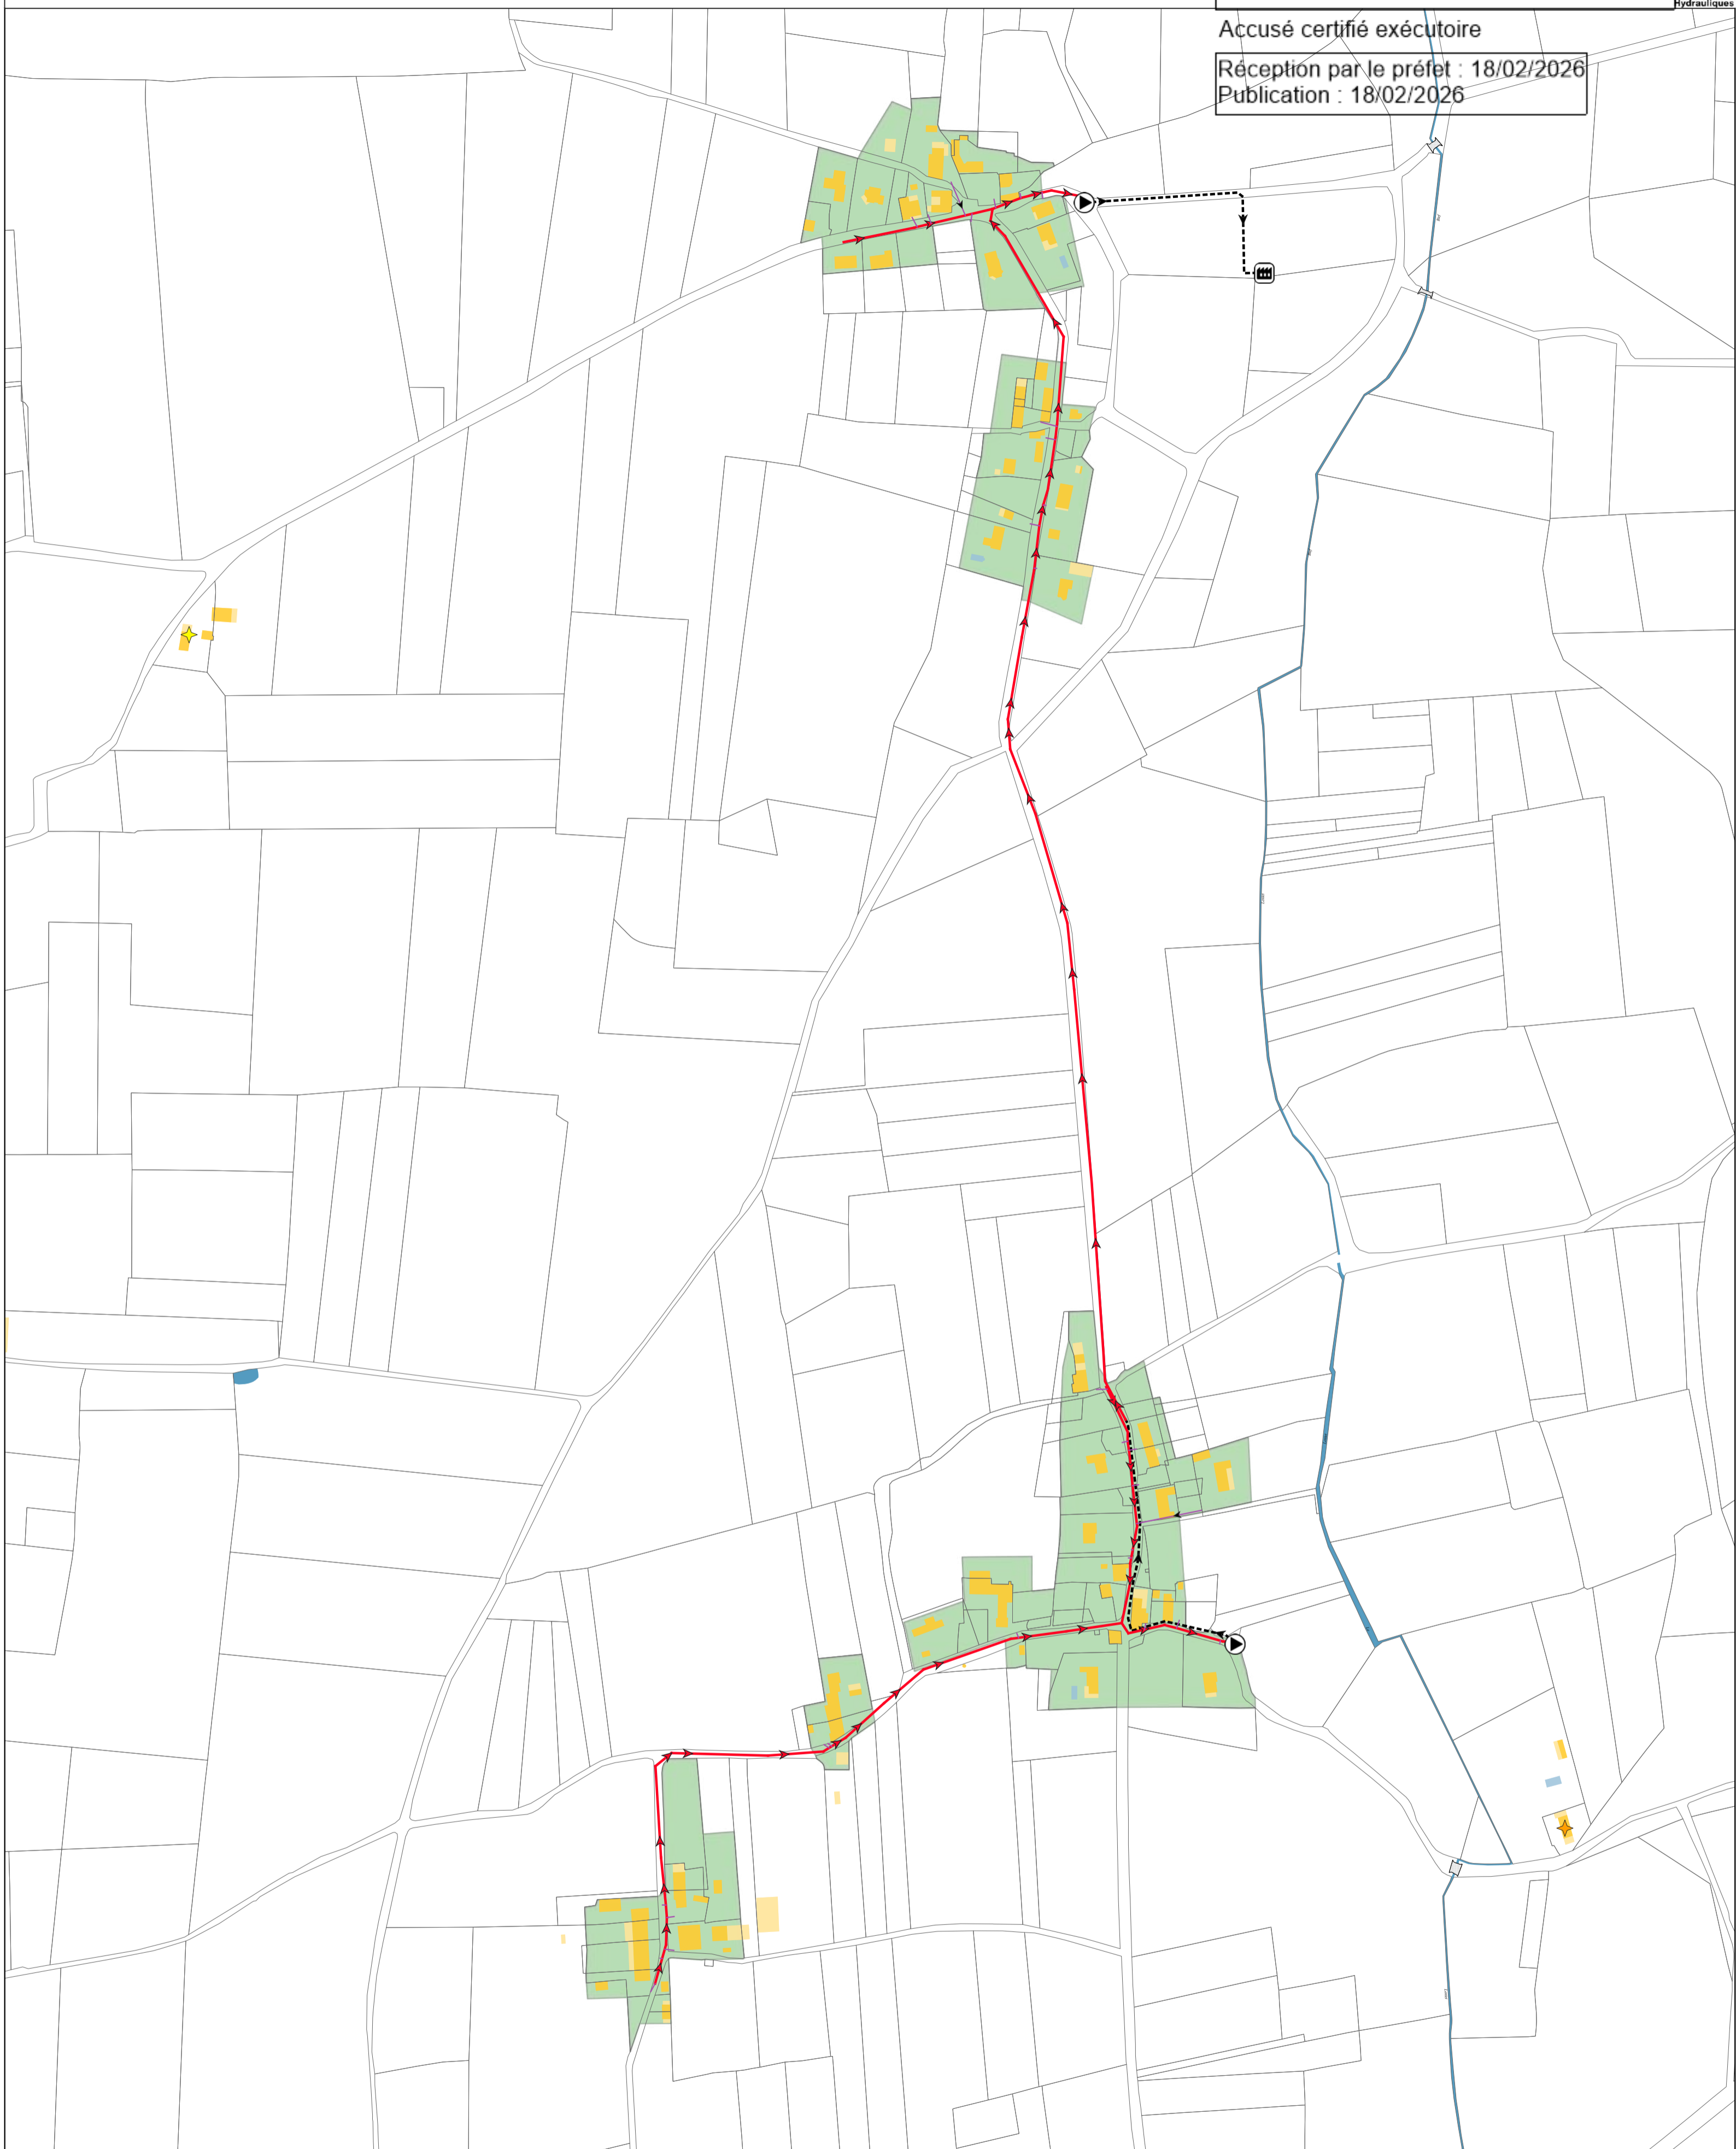 Hydrauliques
Accusé certifié exécutoire
Réception par le préfet : 18/02/2026
Publication : 18/02/2026